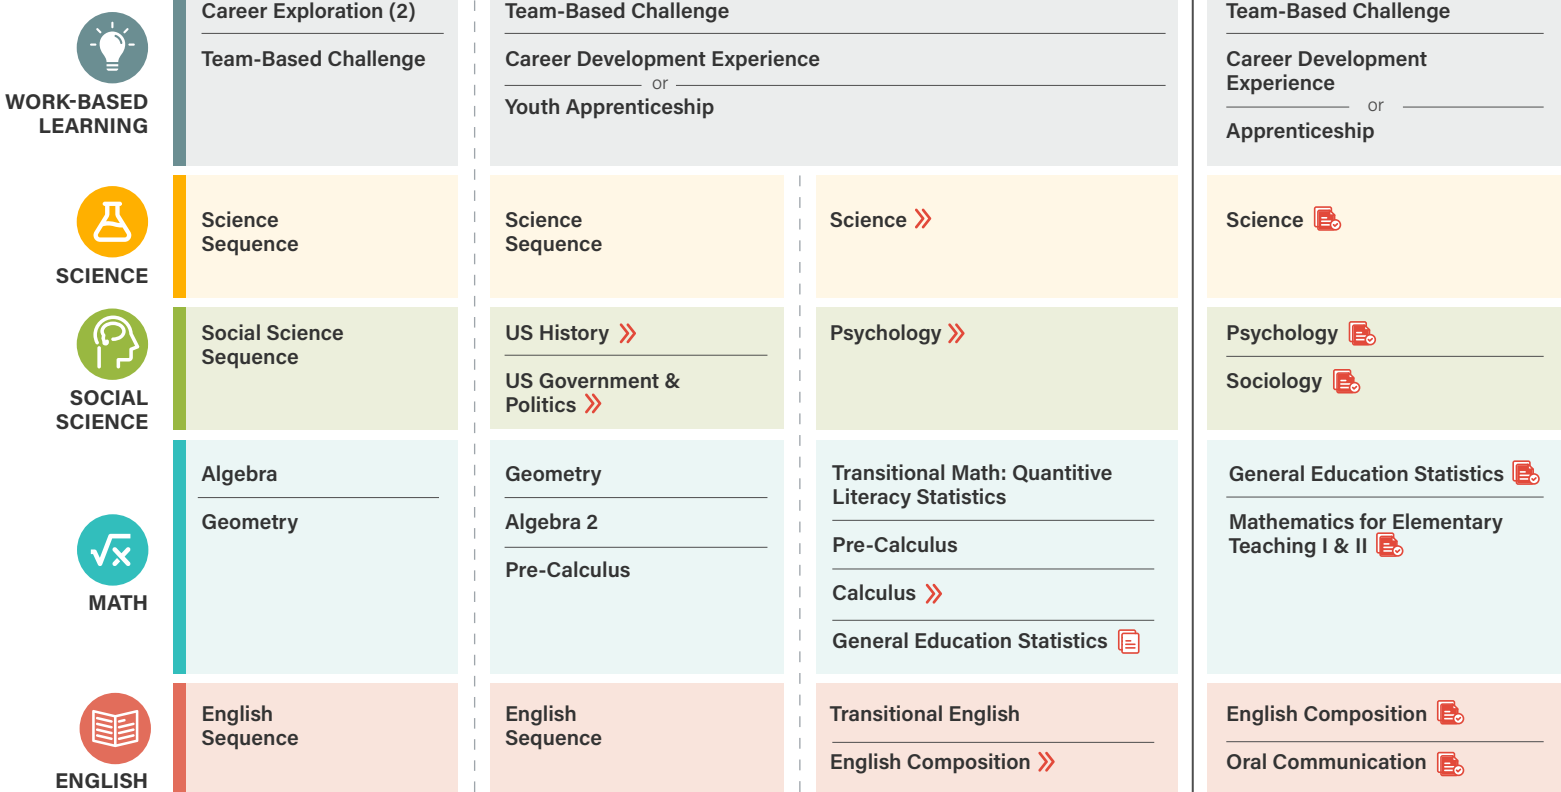 Career Exploration (2)
Team-Based Challenge
Team-Based Challenge
Career Development Experience
or
Youth Apprenticeship
Team-Based Challenge
Career Development
Experience
or
Apprenticeship
WORK-BASED
LEARNING
Science
Sequence
Science
Sequence
Science
Science
SCIENCE
Social Science
Sequence
US History
US Government &
Politics
Psychology
Psychology
Sociology
SOCIAL
SCIENCE
Algebra
Geometry
Geometry
Algebra 2
Pre-Calculus
Transitional Math: Quantitive
Literacy Statistics
Pre-Calculus
Calculus
General Education Statistics
General Education Statistics
Mathematics for Elementary
Teaching I & II
√x
MATH
English
Sequence
English
Sequence
Transitional English
English Composition
English Composition
Oral Communication
ENGLISH